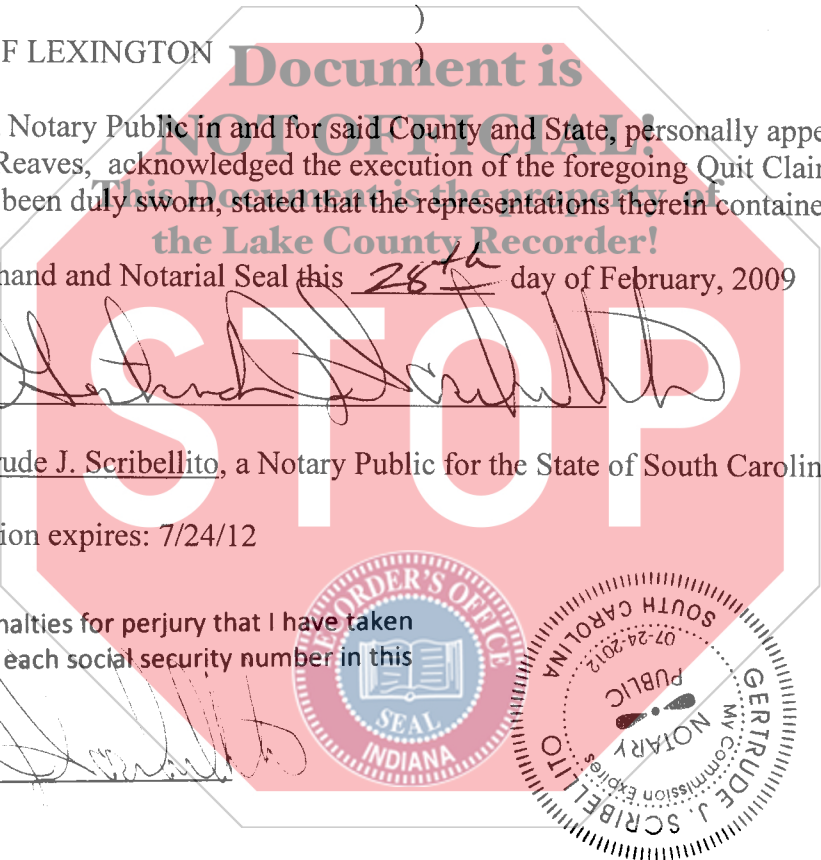 )
F LEXINGTON )
Document is
NOT OFFICIAL!
This Document is the property of
the Lake County Recorder!
STOP
Notary Public in and for said County and State, personally appe
Reaves, acknowledged the execution of the foregoing Quit Clair
been duly sworn, stated that the representations therein containe
hand and Notarial Seal this 28th day of February, 2009
Gertrude J. Scribellito
rude J. Scribellito, a Notary Public for the State of South Carolin
ion expires: 7/24/12
nalties for perjury that I have taken
each social security number in this
RECORDER'S OFFICE
SEAL
INDIANA
GERTRUDE J. SCRIBELLITO
My Commission Expires
NOTARY
PUBLIC
07-24-2012
SOUTH CAROLINA